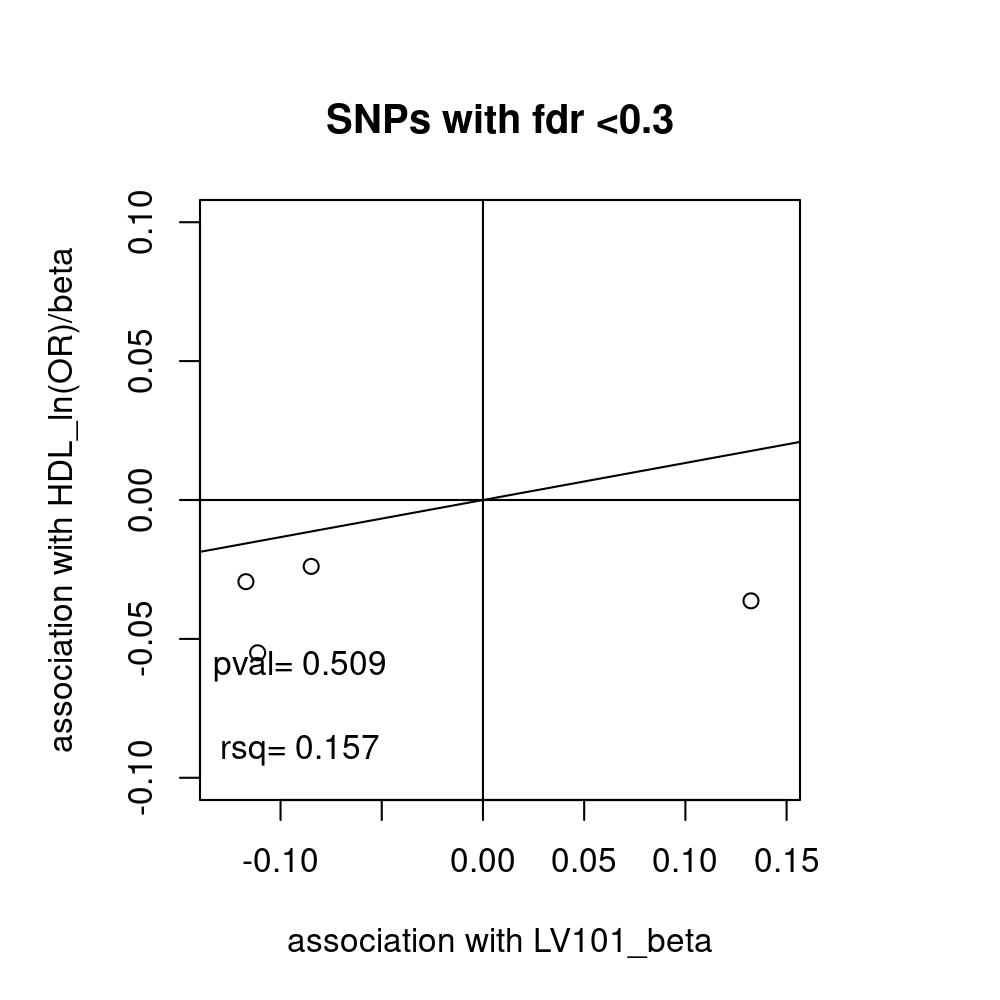 SNPs with fdr <0.3
association with HDL_ln(OR)/beta
0.10
0.05
0.00
-0.05
-0.10
pval= 0.509
rsq= 0.157
-0.10 0.00 0.05 0.10 0.15
association with LV101_beta